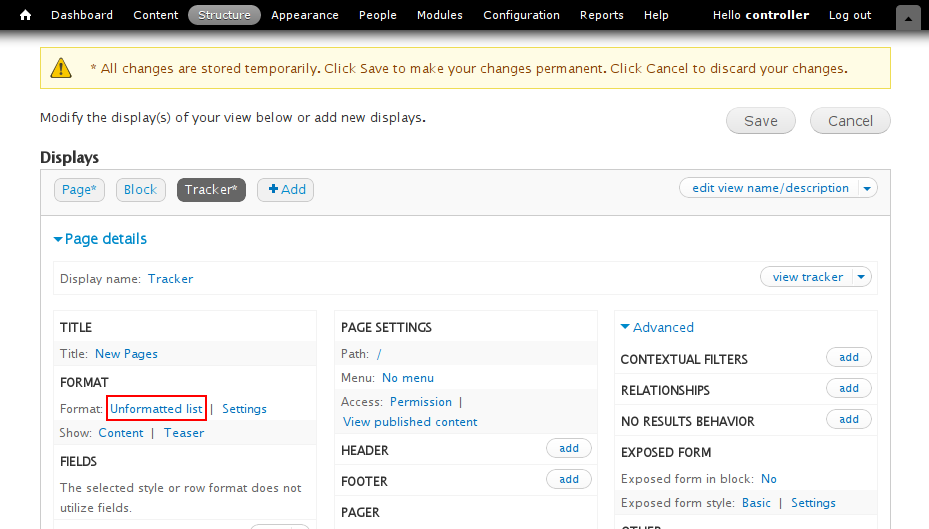 Dashboard Content Structure Appearance People Modules Configuration Reports Help Hello controller Log out
* All changes are stored temporarily. Click Save to make your changes permanent. Click Cancel to discard your changes.
Modify the display(s) of your view below or add new displays.
Save Cancel
Displays
Page* Block Tracker* Add
edit view name/description
Page details
Display name: Tracker
view tracker
TITLE
Title: New Pages
FORMAT
Format: Unformatted list | Settings
Show: Content | Teaser
FIELDS
The selected style or row format does not
utilize fields.
PAGE SETTINGS
Path: /
Menu: No menu
Access: Permission |
View published content
HEADER add
FOOTER add
PAGER
Advanced
CONTEXTUAL FILTERS add
RELATIONSHIPS add
NO RESULTS BEHAVIOR add
EXPOSED FORM
Exposed form in block: No
Exposed form style: Basic | Settings
OTHER